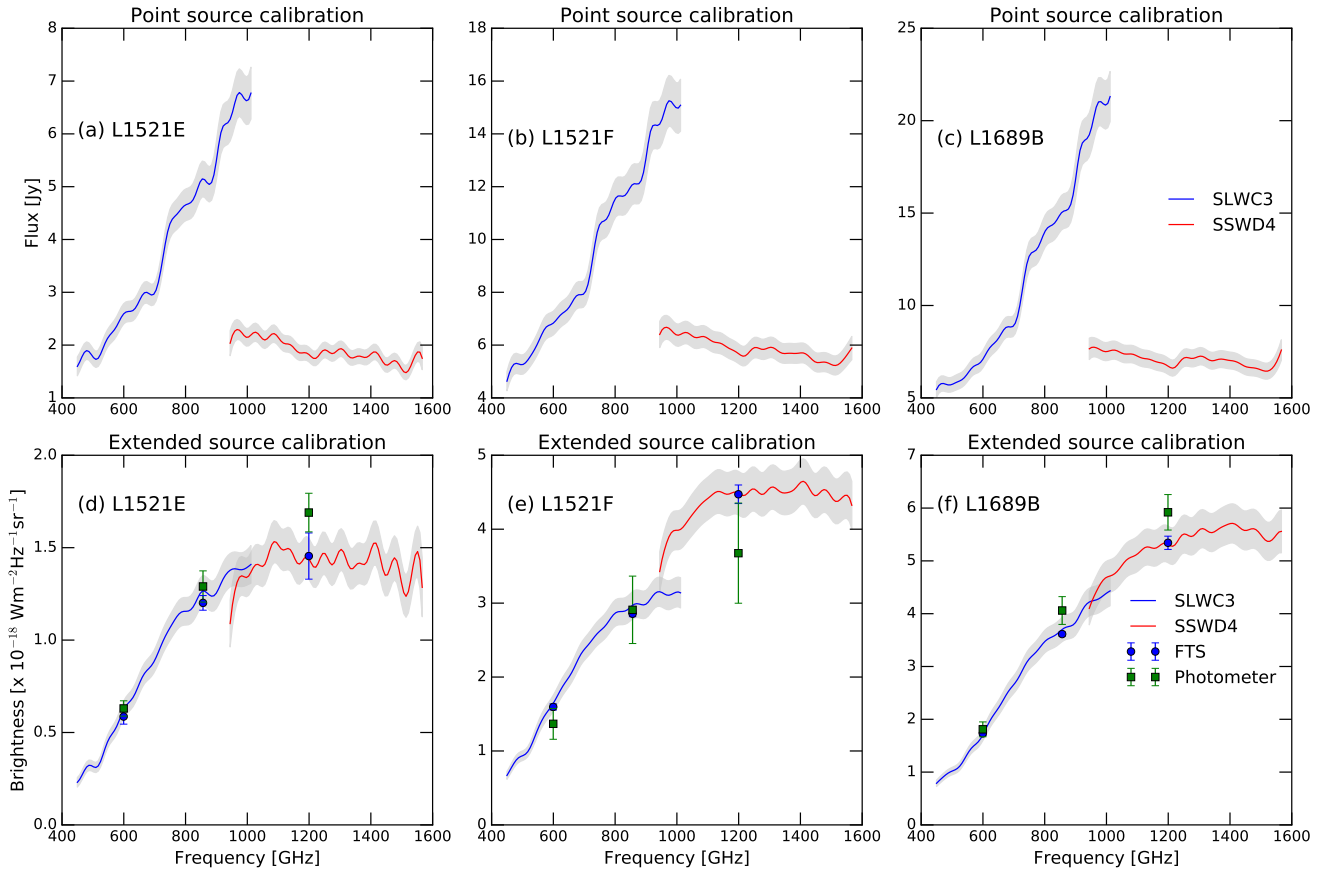 Point source calibration
Point source calibration
Point source calibration
8
7
6
5
4
3
2
1
Flux [Jy]
(a) L1521E
400 600 800 1000 1200 1400 1600
18
16
14
12
10
8
6
4
(b) L1521F
400 600 800 1000 1200 1400 1600
25
20
15
10
5
(c) L1689B
SLWC3
SSWD4
400 600 800 1000 1200 1400 1600
Extended source calibration
Extended source calibration
Extended source calibration
2.0
1.5
1.0
0.5
0.0
Brightness [x 10⁻¹⁸ Wm⁻²Hz⁻¹sr⁻¹]
(d) L1521E
400 600 800 1000 1200 1400 1600
Frequency [GHz]
5
4
3
2
1
0
(e) L1521F
400 600 800 1000 1200 1400 1600
Frequency [GHz]
7
6
5
4
3
2
1
0
(f) L1689B
SLWC3
SSWD4
FTS
Photometer
400 600 800 1000 1200 1400 1600
Frequency [GHz]